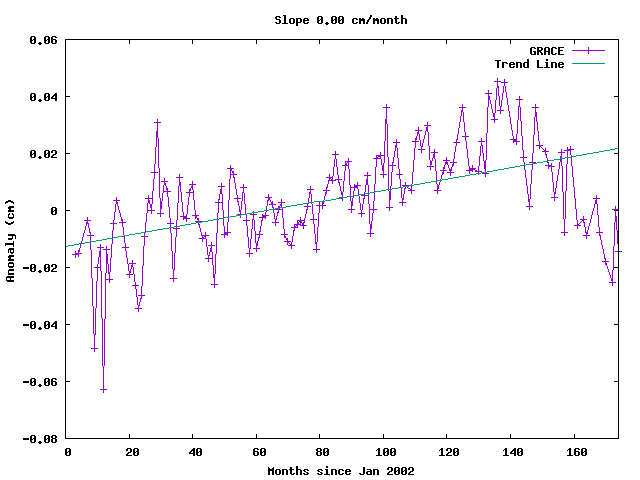 Slope 0.00 cm/month
GRACE
Trend Line
0.06
0.04
0.02
0
-0.02
-0.04
-0.06
-0.08
Anomaly (cm)
0 20 40 60 80 100 120 140 160
Months since Jan 2002